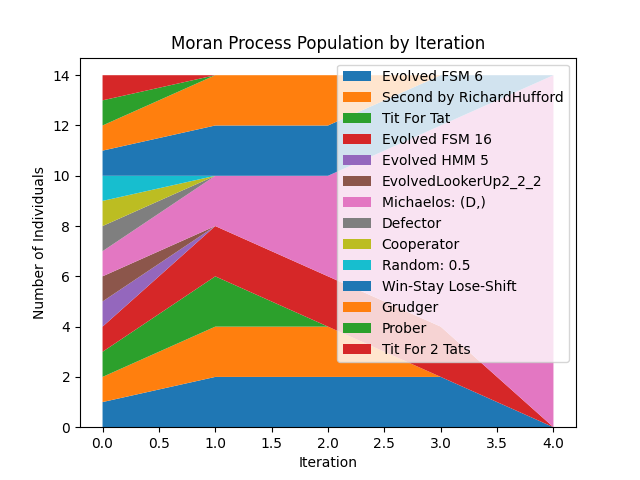 Moran Process Population by Iteration
Number of Individuals
14
12
10
8
6
4
2
0
Evolved FSM 6
Second by RichardHufford
Tit For Tat
Evolved FSM 16
Evolved HMM 5
EvolvedLookerUp2_2_2
Michaelos: (D,)
Defector
Cooperator
Random: 0.5
Win-Stay Lose-Shift
Grudger
Prober
Tit For 2 Tats
0.0 0.5 1.0 1.5 2.0 2.5 3.0 3.5 4.0
Iteration